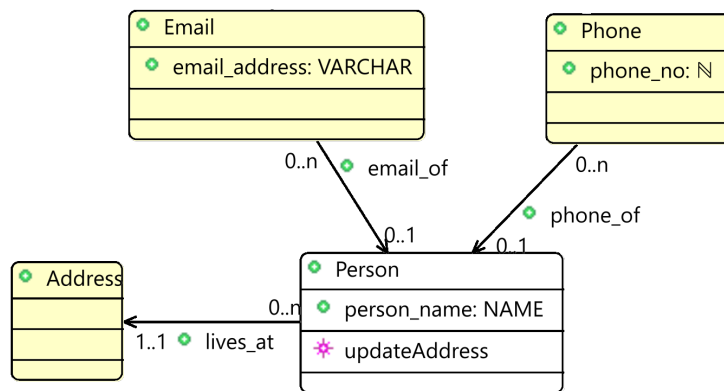 Email
email_address: VARCHAR
Phone
phone_no: ℕ
0..n
email_of
0..n
phone_of
0..1
0..1
Address
Person
person_name: NAME
updateAddress
0..n
1..1
lives_at